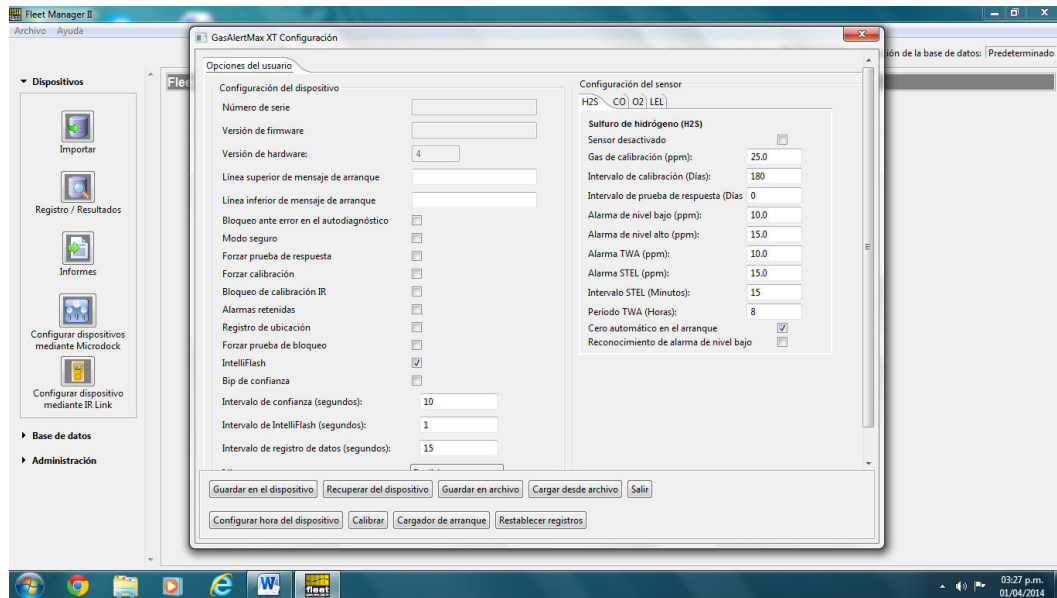 Fleet Manager II
Archivo Ayuda
ión de la base de datos: Predeterminado
Dispositivos
Importar
Registro / Resultados
Informes
Configurar dispositivos
mediante Microdock
Configurar dispositivo
mediante IR Link
Base de datos
Administración
Flee
GasAlertMax XT Configuración
Opciones del usuario
Configuración del dispositivo
Número de serie
Versión de firmware
Versión de hardware: 4
Línea superior de mensaje de arranque
Línea inferior de mensaje de arranque
Bloqueo ante error en el autodiagnóstico
Modo seguro
Forzar prueba de respuesta
Forzar calibración
Bloqueo de calibración IR
Alarmas retenidas
Registro de ubicación
Forzar prueba de bloqueo
IntelliFlash
Bip de confianza
Intervalo de confianza (segundos): 10
Intervalo de IntelliFlash (segundos): 1
Intervalo de registro de datos (segundos): 15
Configuración del sensor
H2S CO O2 LEL
Sulfuro de hidrógeno (H2S)
Sensor desactivado
Gas de calibración (ppm): 25.0
Intervalo de calibración (Días): 180
Intervalo de prueba de respuesta (Días 0
Alarma de nivel bajo (ppm): 10.0
Alarma de nivel alto (ppm): 15.0
Alarma TWA (ppm): 10.0
Alarma STEL (ppm): 15.0
Intervalo STEL (Minutos): 15
Período TWA (Horas): 8
Cero automático en el arranque
Reconocimiento de alarma de nivel bajo
Guardar en el dispositivo Recuperar del dispositivo Guardar en archivo Cargar desde archivo Salir
Configurar hora del dispositivo Calibrar Cargador de arranque Restablecer registros
fleet
03:27 p.m.
01/04/2014